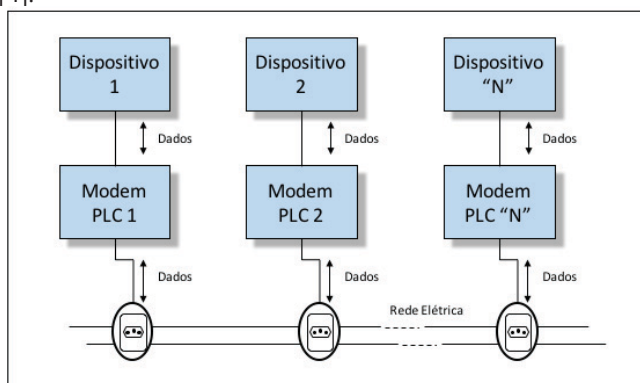 Dispositivo
1
Dispositivo
2
Dispositivo
“N”
Dados
Dados
Dados
Modem
PLC 1
Modem
PLC 2
Modem
PLC “N”
Dados
Dados
Dados
Rede Elétrica